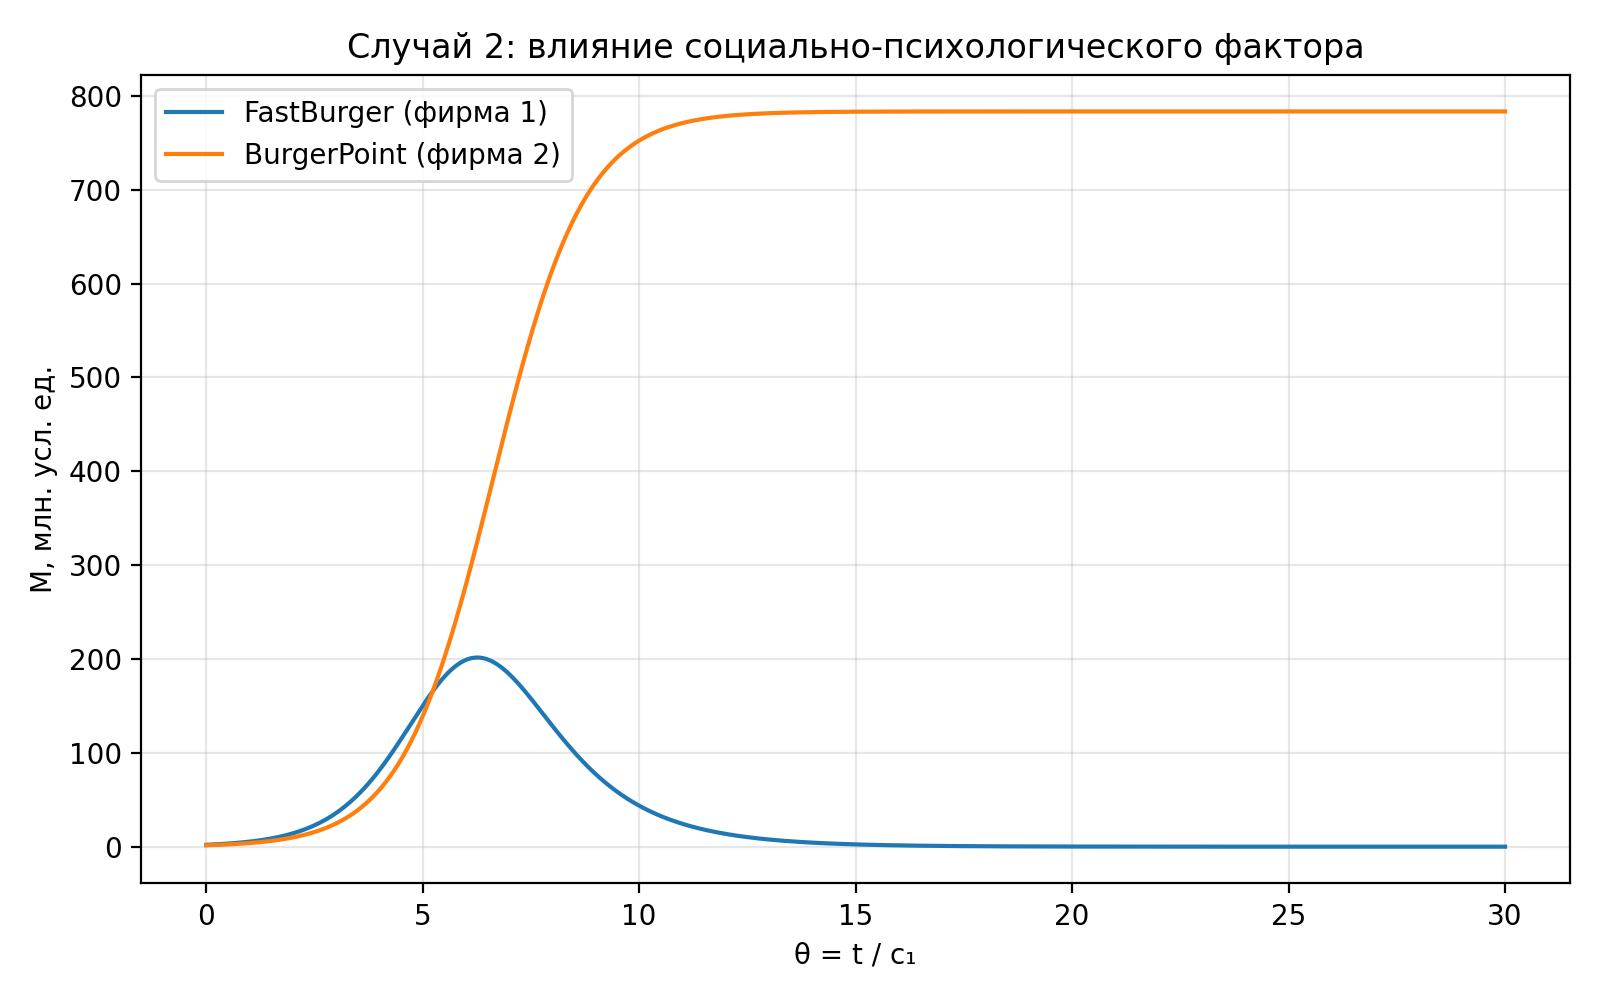 Случай 2: влияние социально-психологического фактора
FastBurger (фирма 1)
BurgerPoint (фирма 2)
M, млн. усл. ед.
800
700
600
500
400
300
200
100
0
0 5 10 15 20 25 30
θ = t / c₁